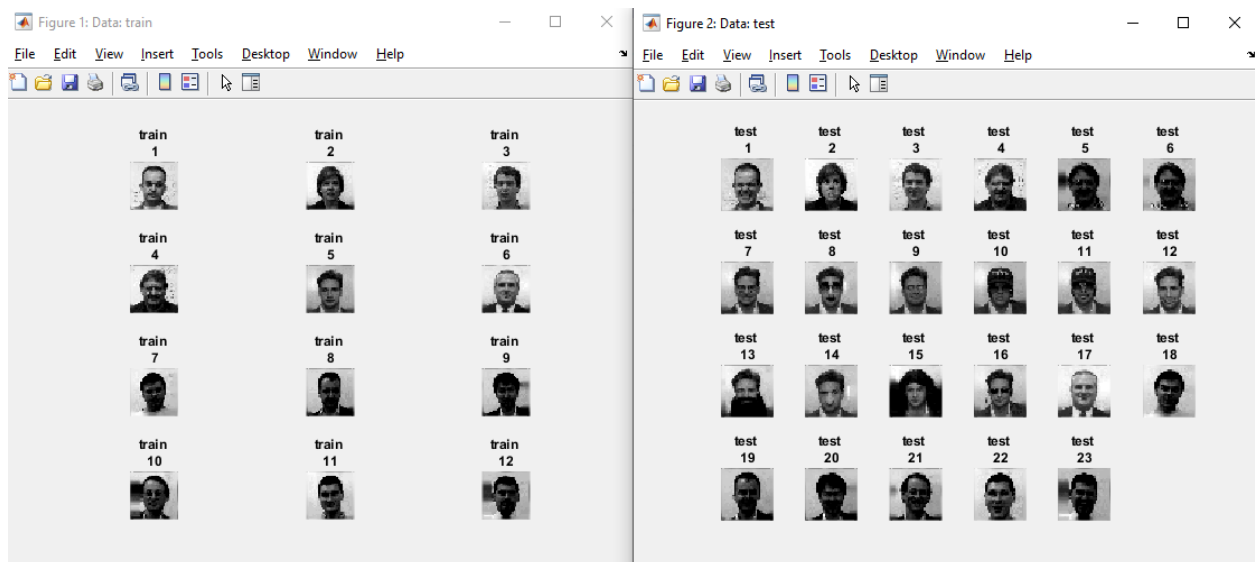 Figure 1: Data: train
File Edit View Insert Tools Desktop Window Help
train
1
train
2
train
3
train
4
train
5
train
6
train
7
train
8
train
9
train
10
train
11
train
12
Figure 2: Data: test
File Edit View Insert Tools Desktop Window Help
test
1
test
2
test
3
test
4
test
5
test
6
test
7
test
8
test
9
test
10
test
11
test
12
test
13
test
14
test
15
test
16
test
17
test
18
test
19
test
20
test
21
test
22
test
23